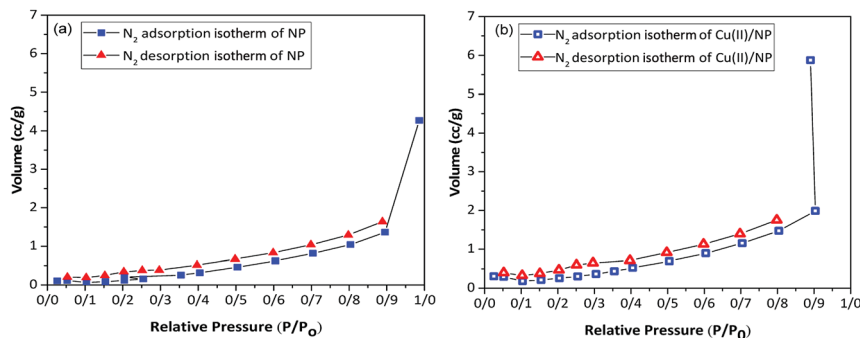 (a)
N₂ adsorption isotherm of NP
N₂ desorption isotherm of NP
Volume (cc/g)
7
6
5
4
3
2
1
0
0/0 0/1 0/2 0/3 0/4 0/5 0/6 0/7 0/8 0/9 1/0
Relative Pressure (P/Po)
(b)
N₂ adsorption isotherm of Cu(II)/NP
N₂ desorption isotherm of Cu(II)/NP
Volume (cc/g)
7
6
5
4
3
2
1
0
0/0 0/1 0/2 0/3 0/4 0/5 0/6 0/7 0/8 0/9 1/0
Relative Pressure (P/P₀)